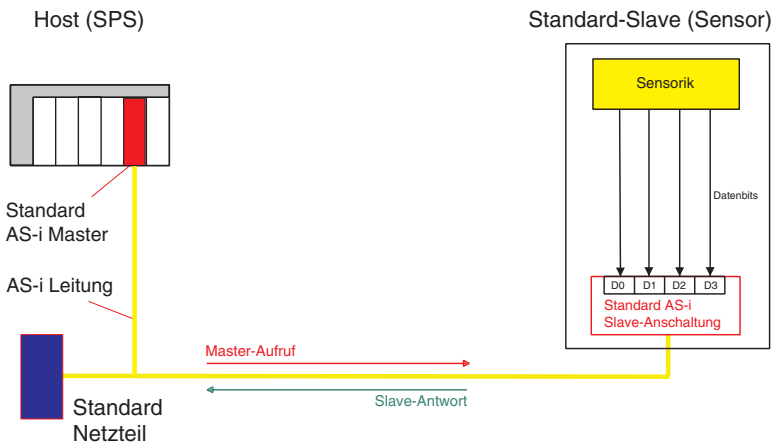 Host (SPS)
Standard-Slave (Sensor)
Sensorik
Datenbits
Standard
AS-i Master
D0 D1 D2 D3
AS-i Leitung
Standard AS-i
Slave-Anschaltung
Master-Aufruf
Slave-Antwort
Standard
Netzteil